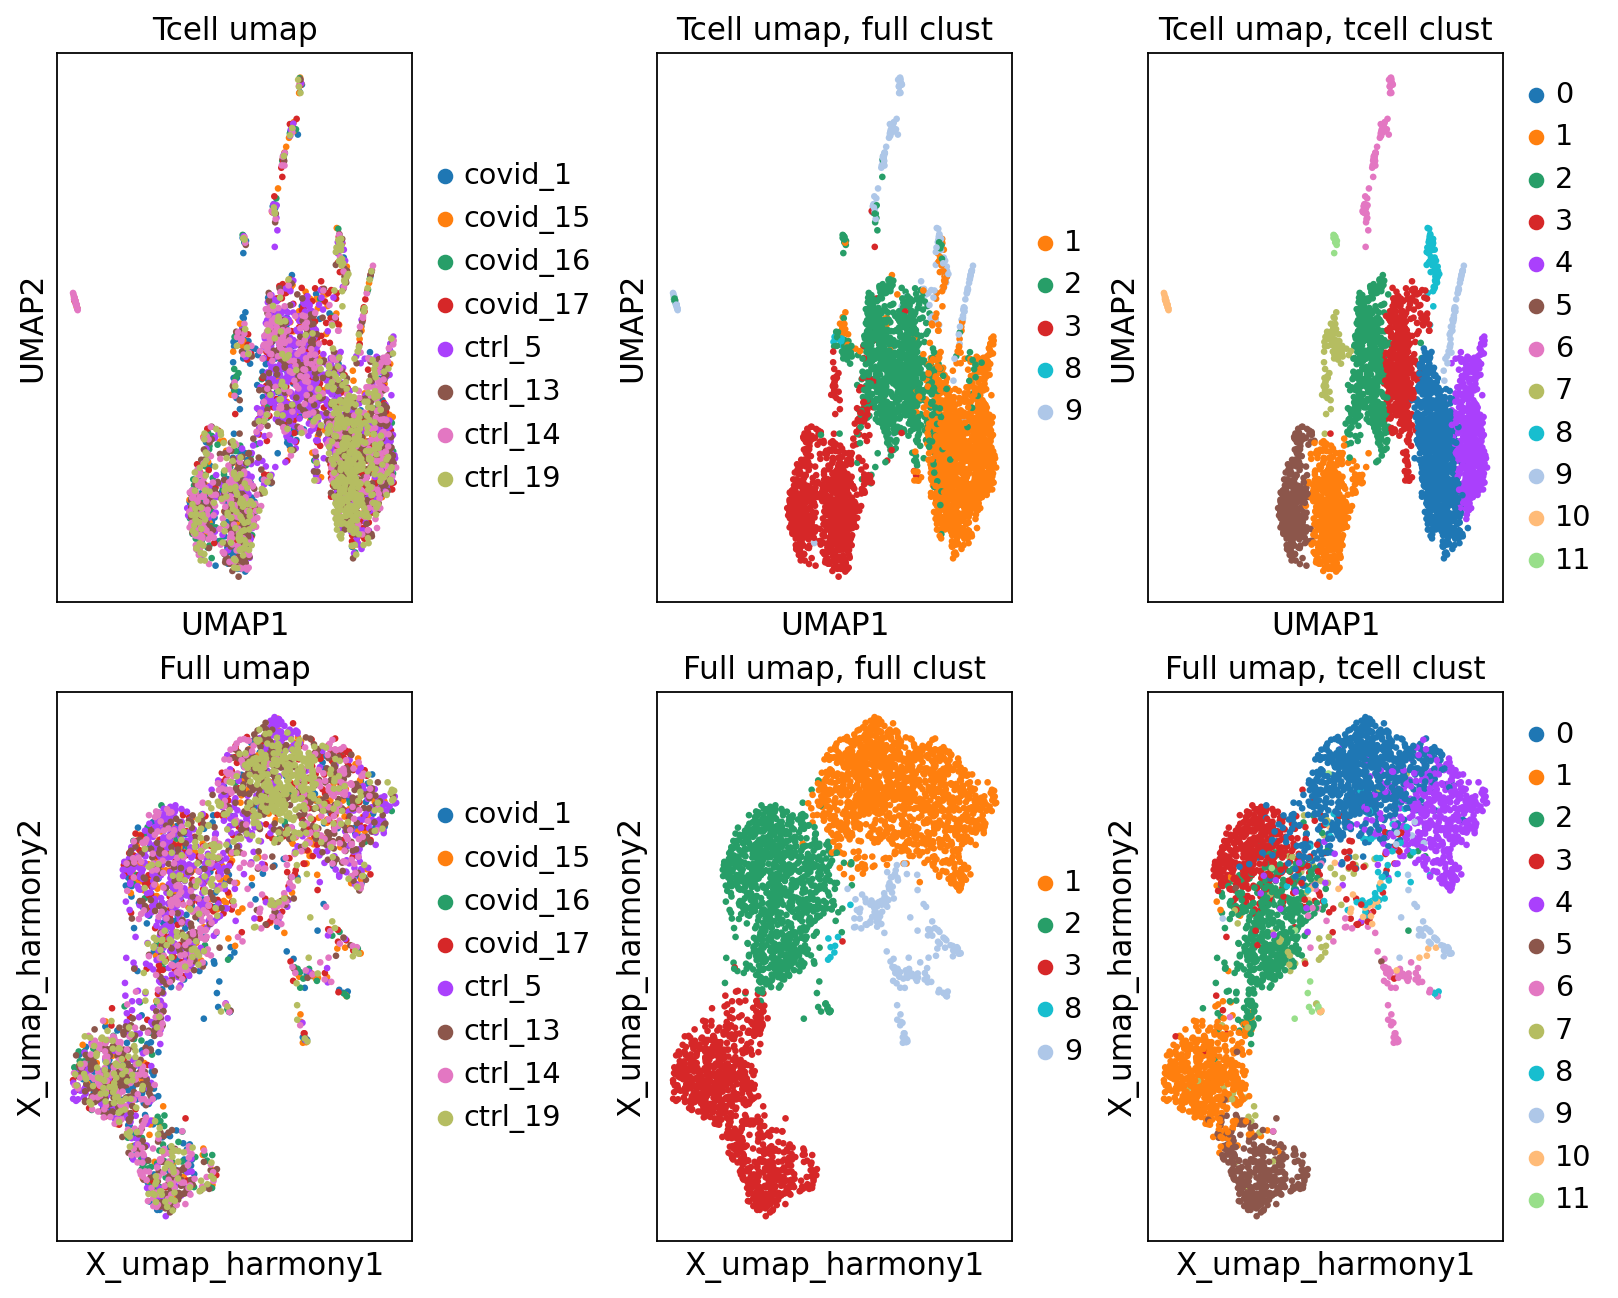 Tcell umap
UMAP2
UMAP1
covid_1
covid_15
covid_16
covid_17
ctrl_5
ctrl_13
ctrl_14
ctrl_19
Tcell umap, full clust
UMAP2
UMAP1
1
2
3
8
9
Tcell umap, tcell clust
UMAP2
UMAP1
0
1
2
3
4
5
6
7
8
9
10
11
Full umap
X_umap_harmony2
X_umap_harmony1
covid_1
covid_15
covid_16
covid_17
ctrl_5
ctrl_13
ctrl_14
ctrl_19
Full umap, full clust
X_umap_harmony2
X_umap_harmony1
1
2
3
8
9
Full umap, tcell clust
X_umap_harmony2
X_umap_harmony1
0
1
2
3
4
5
6
7
8
9
10
11